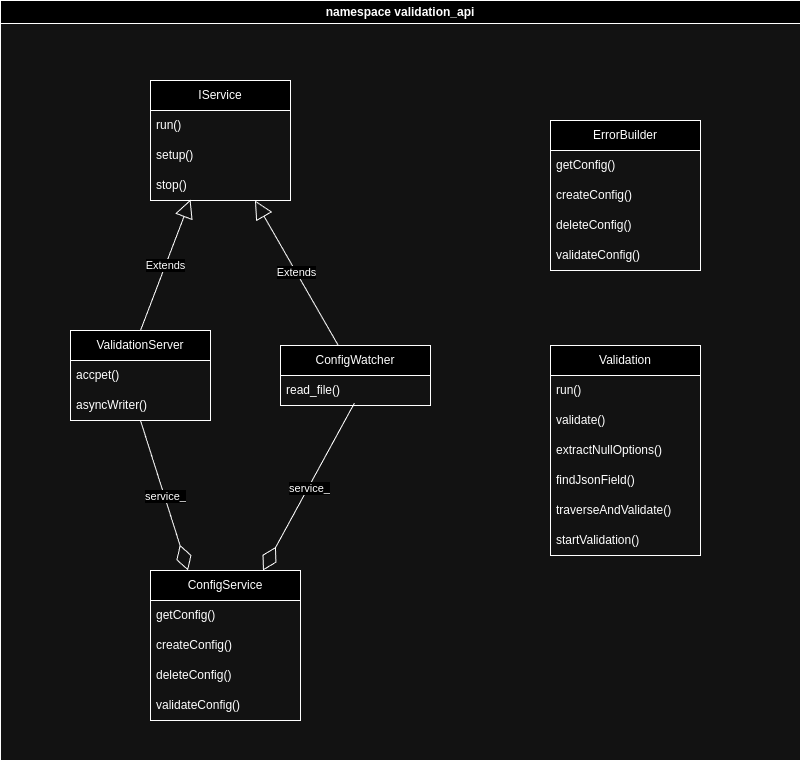 namespace validation_api
IService
run()
setup()
stop()
ErrorBuilder
getConfig()
createConfig()
deleteConfig()
validateConfig()
Extends
Extends
ValidationServer
accpet()
asyncWriter()
ConfigWatcher
read_file()
Validation
run()
validate()
extractNullOptions()
findJsonField()
traverseAndValidate()
startValidation()
service_
service_
ConfigService
getConfig()
createConfig()
deleteConfig()
validateConfig()